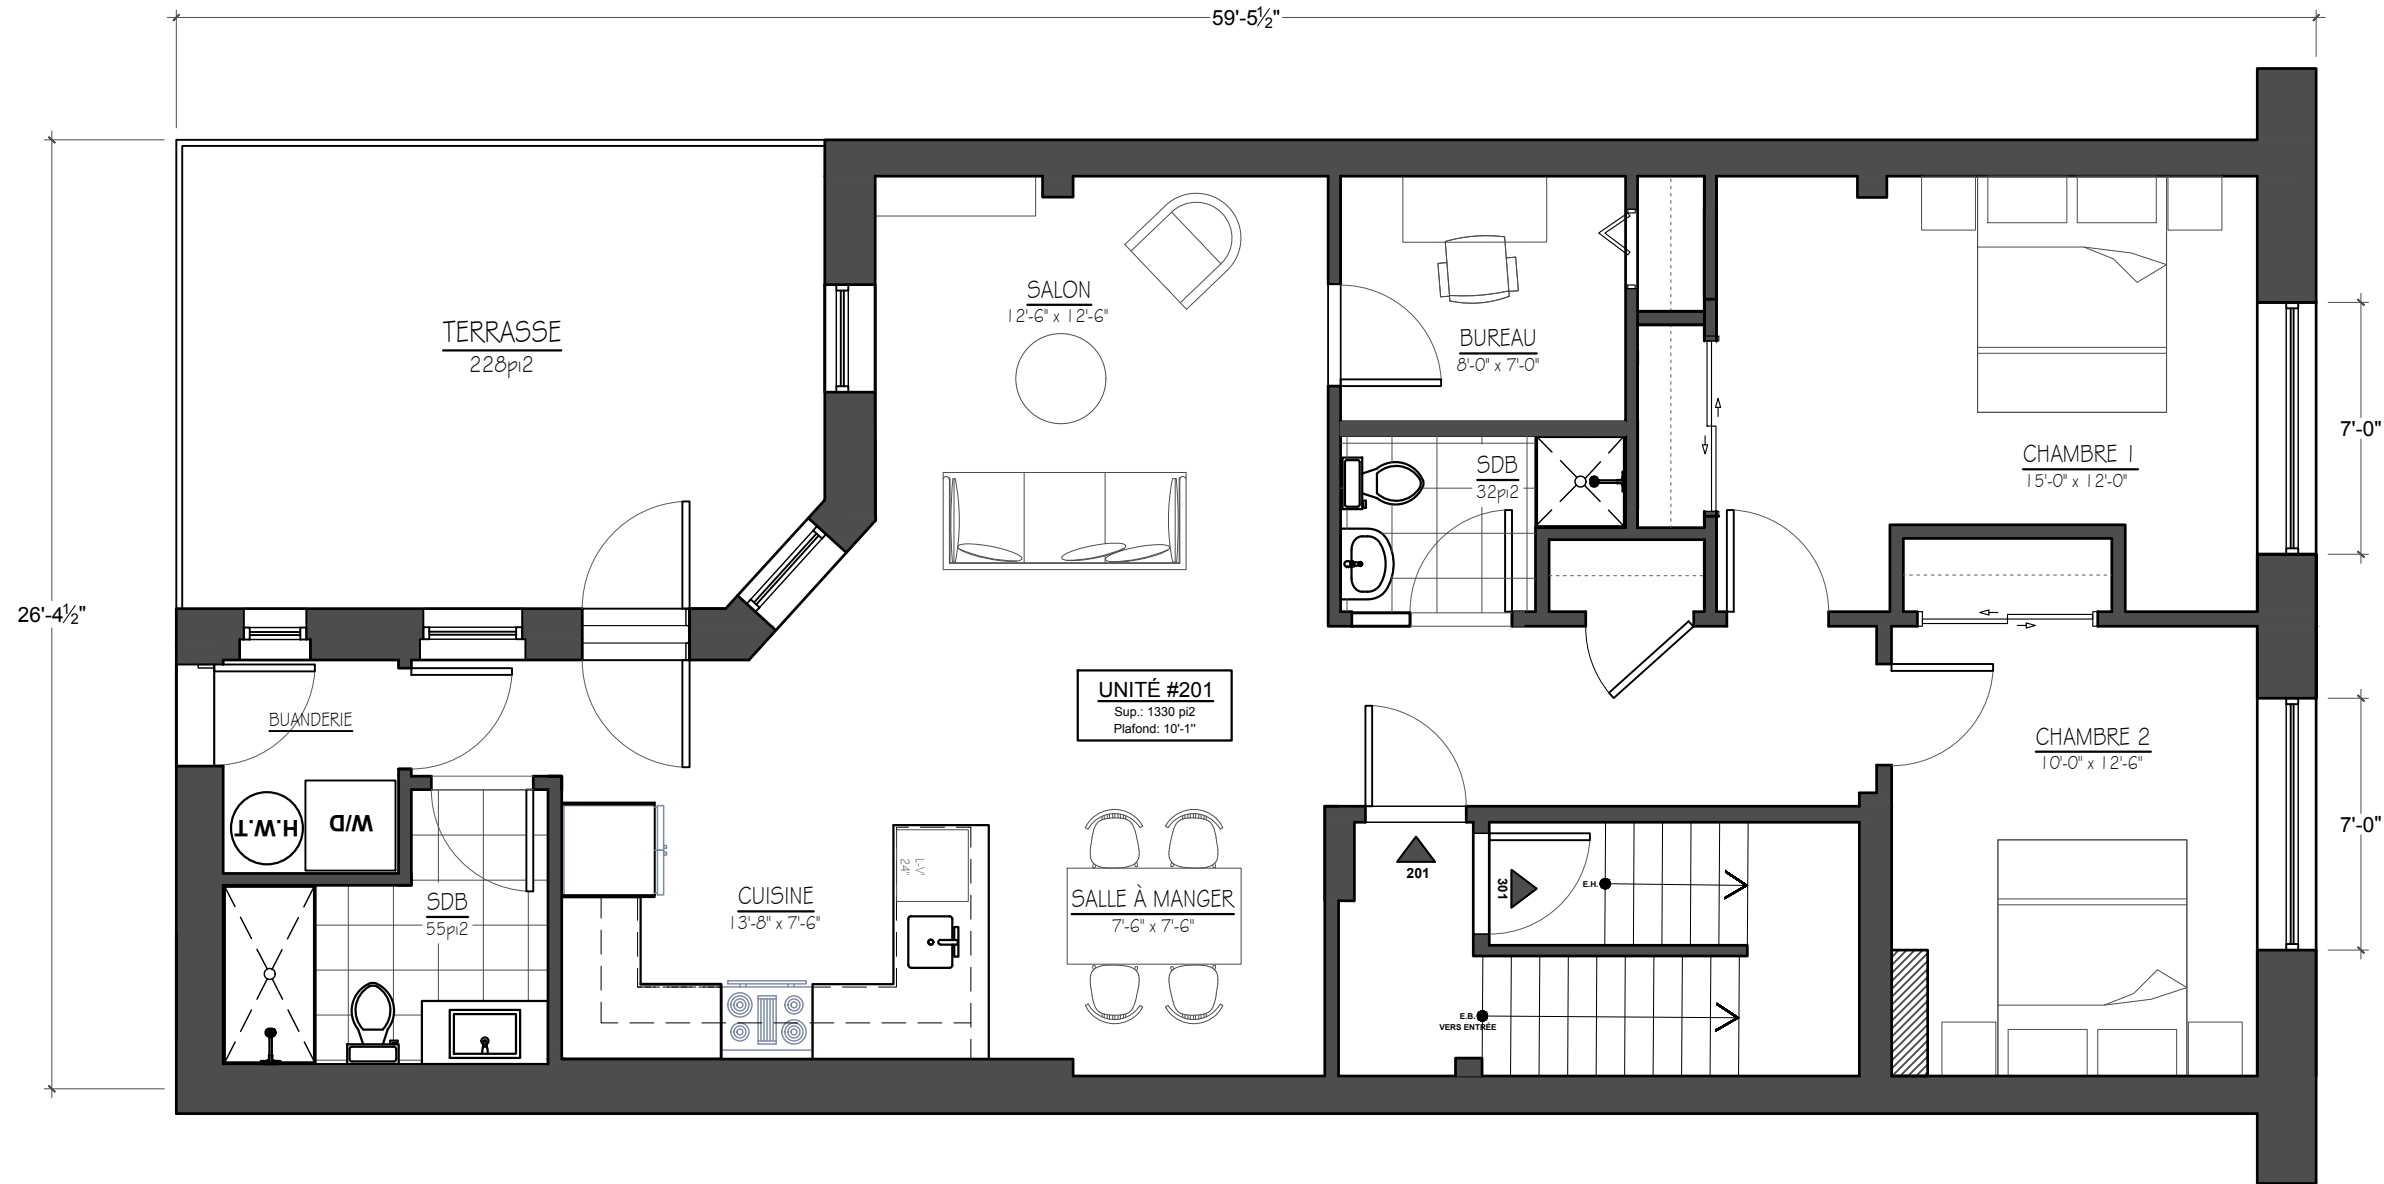 59'-5½"
26'-4½"
TERRASSE
228pi2
SALON
12'-6" x 12'-6"
BUREAU
8'-0" x 7'-0"
SDB
32pi2
CHAMBRE 1
15'-0" x 12'-0"
7'-0"
UNITÉ #201
Sup.: 1330 pi2
Plafond: 10'-1"
BUANDERIE
H.W.T
W/D
SDB
55pi2
CUISINE
13'-8" x 7'-6"
L-V
24"
SALLE À MANGER
7'-6" x 7'-6"
201
301
E.H.
E.B.
VERS ENTRÉE
CHAMBRE 2
10'-0" x 12'-6"
7'-0"